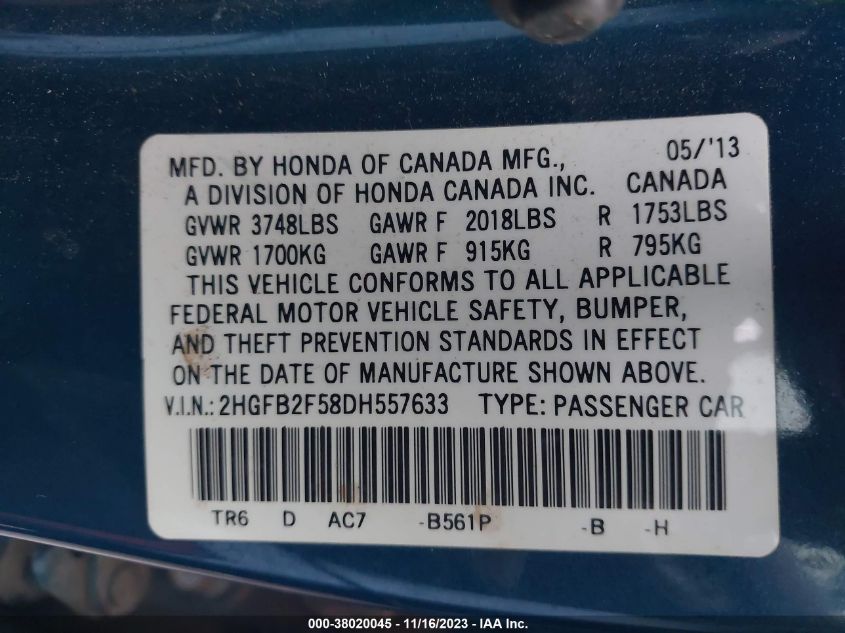 MFD. BY HONDA OF CANADA MFG., 05/'13
A DIVISION OF HONDA CANADA INC. CANADA
GVWR 3748LBS GAWR F 2018LBS R 1753LBS
GVWR 1700KG GAWR F 915KG R 795KG
THIS VEHICLE CONFORMS TO ALL APPLICABLE
FEDERAL MOTOR VEHICLE SAFETY, BUMPER,
AND THEFT PREVENTION STANDARDS IN EFFECT
ON THE DATE OF MANUFACTURE SHOWN ABOVE.
V.I.N.: 2HGFB2F58DH557633 TYPE: PASSENGER CAR
TR6 D AC7 -B561P -B -H
000-38020045 - 11/16/2023 - IAA Inc.